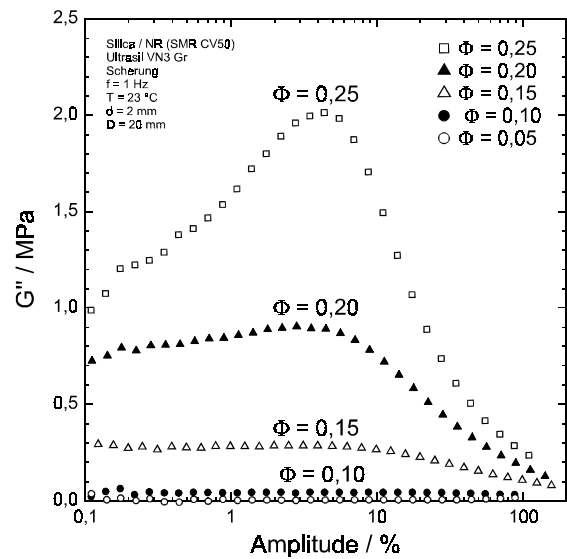 2,5
2,0
1,5
1,0
0,5
0,0
G'' / MPa
Silica / NR (SMR CV50)
Ultrasil VN3 Gr
Scherung
f = 1 Hz
T = 23 °C
d = 2 mm
D = 20 mm
Φ = 0,25
Φ = 0,20
Φ = 0,15
Φ = 0,10
Φ = 0,05
Φ = 0,25
Φ = 0,20
Φ = 0,15
Φ = 0,10
0,1 1 10 100
Amplitude / %